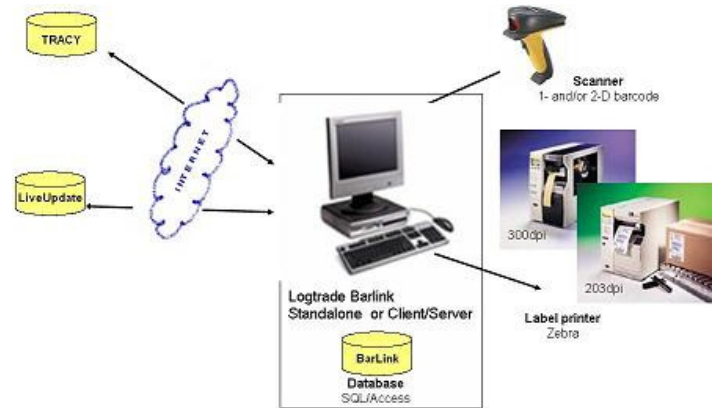 TRACY
INTERNET
LiveUpdate
Scanner
1- and/or 2-D barcode
300dpi
203dpi
Logtrade Barlink
Standalone or Client/Server
BarLink
Database
SQL/Access
Label printer
Zebra